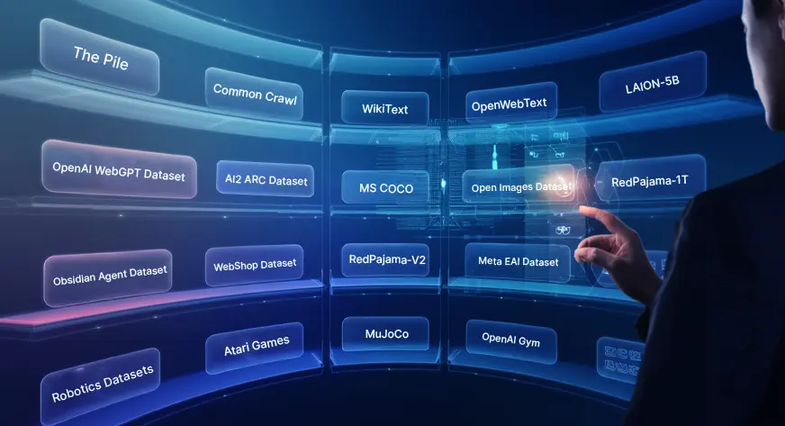 The Pile
Common Crawl
WikiText
OpenWebText
LAION-5B
OpenAI WebGPT Dataset
AI2 ARC Dataset
MS COCO
Open Images Dataset
RedPajama-1T
Obsidian Agent Dataset
WebShop Dataset
RedPajama-V2
Meta EAI Dataset
Robotics Datasets
Atari Games
MuJoCo
OpenAI Gym